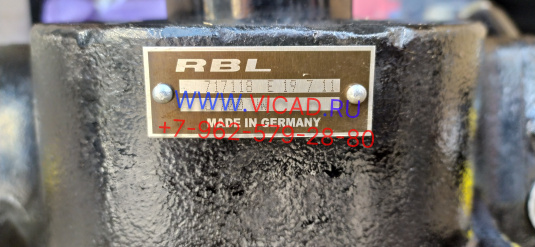 RBL
717118 E 19 7 11
WWW.VICAD.RU
MADE IN GERMANY
+7-962-579-28-80